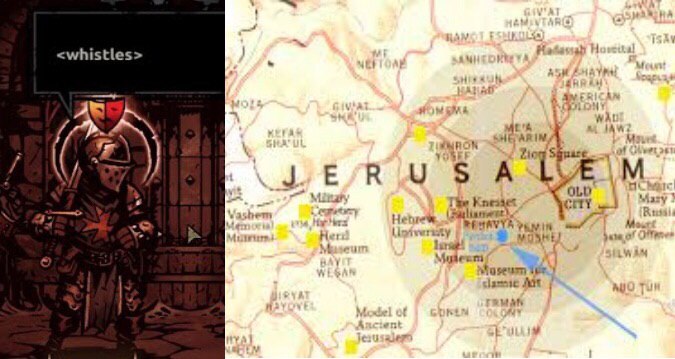 <whistles>
GIV'AT
HAMIVTAR
RAMOT ESHKOL
Hadassah Hospital
ME
NEFTOAH
SANHEDRIYYA
Mount
SHIKKUN
HABAD
ASH SHAYKH
JARRAH
AMERICAN
COLONY
MOZA
GIV'AT
SHA'UL
ROMEMA
WADI
AL JAWZ
KEFAR
SHA'UL
ME'A
SHE'ARIM
Mount
of Olives
ZIKHRON
YOSEF
Zion Square
JERUSALEM
OLD
CITY
Military
Cemetery
Har Herzl
The Knesset
(Parliament)
Church
Mary
(Russia
Vashem
Memorial
Museum
Herzl
Museum
Hebrew
University
REHAVYA
YEMIN
MOSHE
Israel
Museum
BAYIT
WEGAN
SILWAN
Museum for
Islamic Art
ABU TUR
QIRYAT
HAYOVEL
GERMAN
COLONY
Model of
Ancient
Jerusalem
GONEN
GE'ULLIM